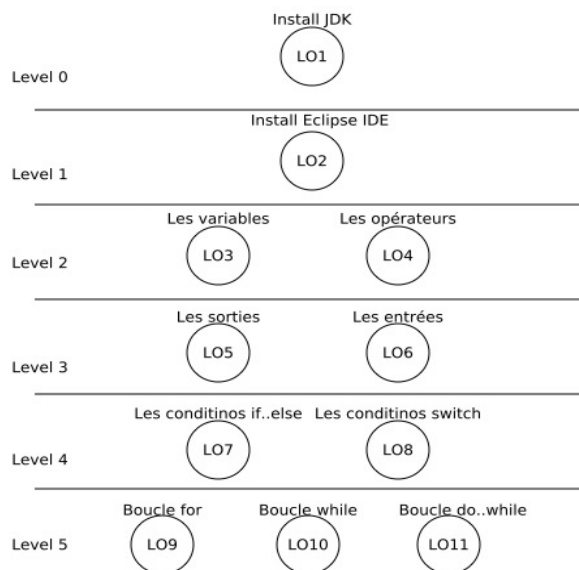 Install JDK
LO1
Level 0
Install Eclipse IDE
LO2
Level 1
Les variables Les opérateurs
LO3 LO4
Level 2
Les sorties Les entrées
LO5 LO6
Level 3
Les conditinos if..else Les conditinos switch
LO7 LO8
Level 4
Boucle for Boucle while Boucle do..while
Level 5 LO9 LO10 LO11